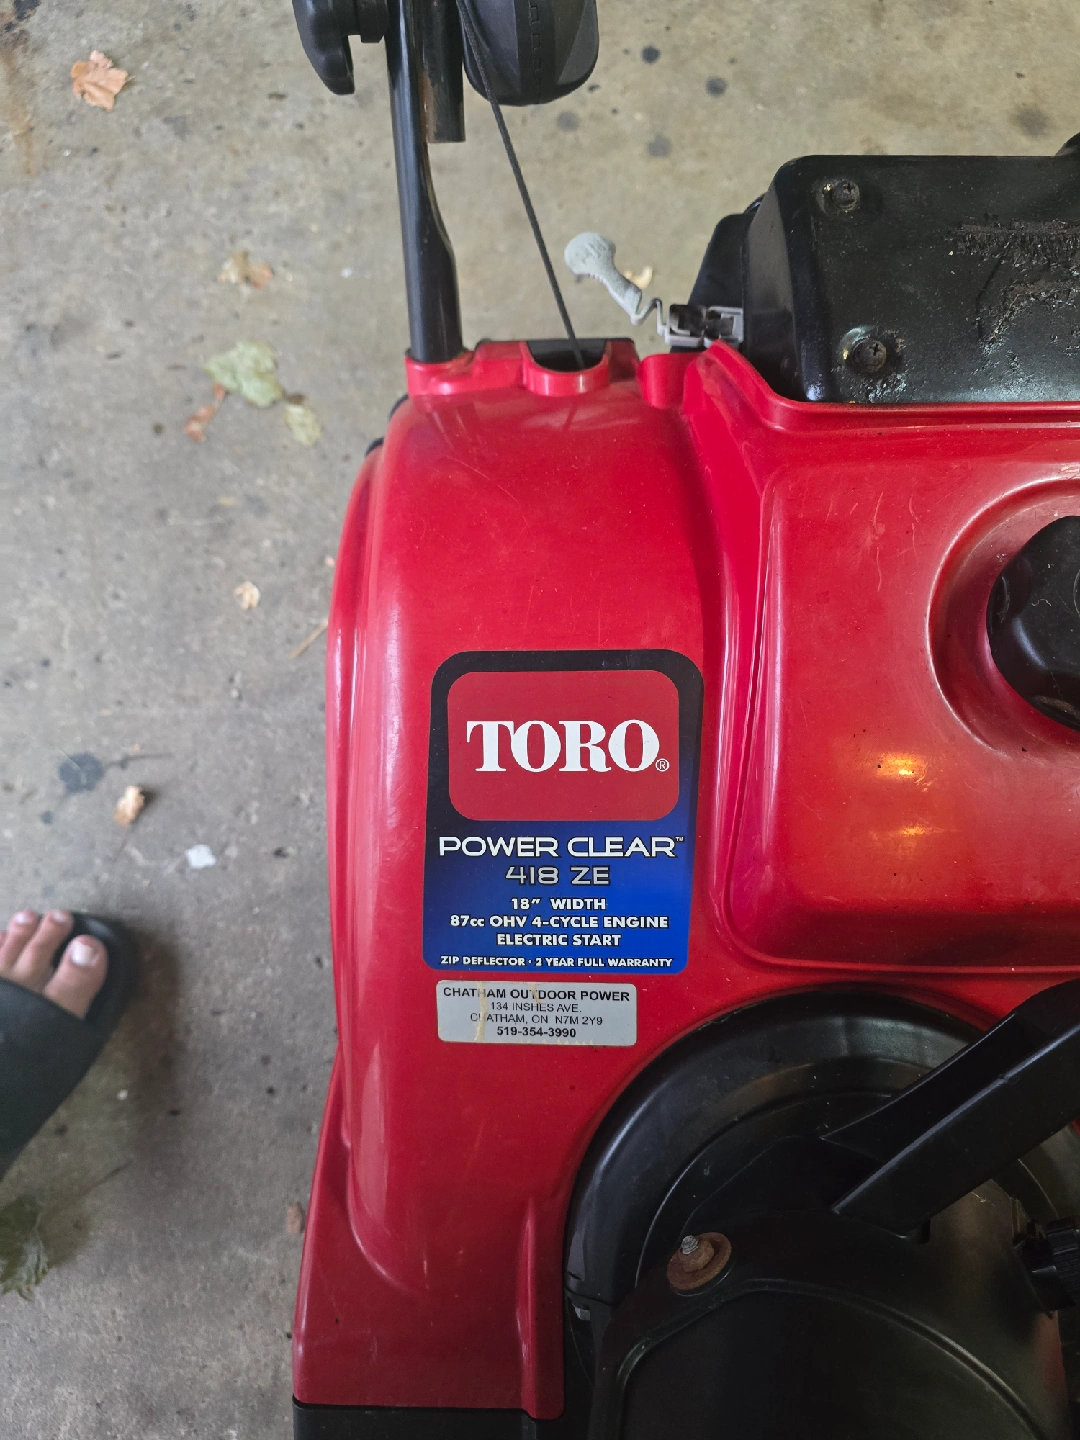 TORO®
POWER CLEAR™
418 ZE
18" WIDTH
87cc OHV 4-CYCLE ENGINE
ELECTRIC START
ZIP DEFLECTOR • 2 YEAR FULL WARRANTY
CHATHAM OUTDOOR POWER
134 INSHES AVE.
CHATHAM, ON N7M 2Y9
519-354-3990